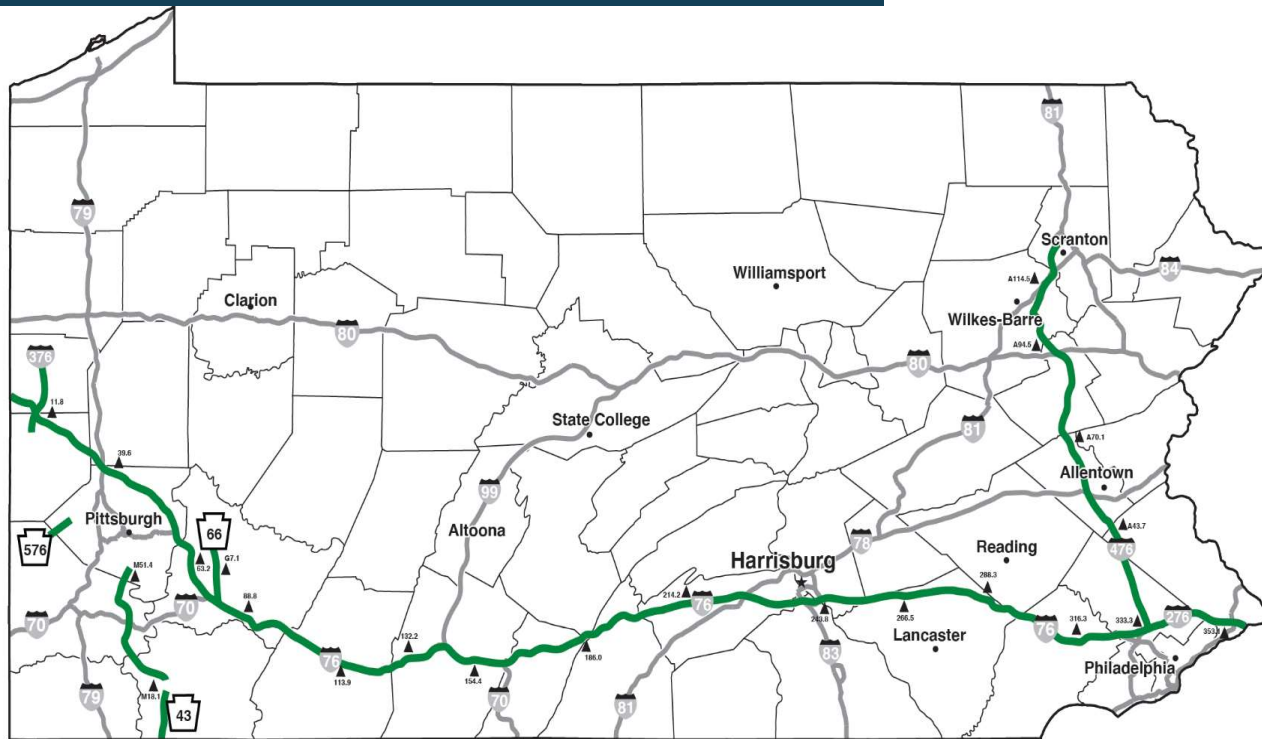 81
79
Scranton
Williamsport
84
A114.5
Clarion
Wilkes-Barre
80
A94.5
376
80
11.8
State College
81
A70.1
39.6
Allentown
99
Pittsburgh
Altoona
66
A43.7
576
78
476
Reading
63.2
G7.1
Harrisburg
M51.4
288.3
214.2
88.8
70
76
243.8
266.5
316.3
333.3
276
70
132.2
76
353.
Lancaster
76
186.0
83
Philadelphia
113.9
154.4
M18.1
79
70
81
43